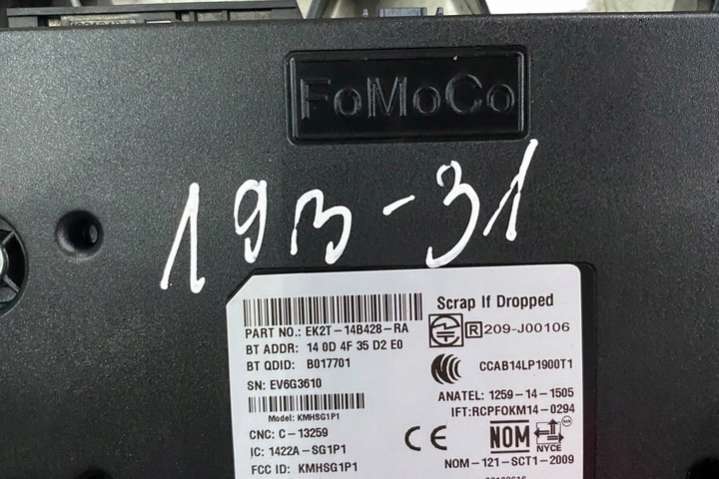 FoMoCo
19m-31
Scrap If Dropped
PART NO.: EK2T-14B428-RA
R 209-J00106
BT ADDR: 14 0D 4F 35 D2 E0
BT QDID: B017701
CCAB14LP1900T1
SN: EV6G3610
ANATEL: 1259-14-1505
IFT:RCPFOKM14-0294
Model: KMHSG1P1
CNC: C-13259
CE
NOM
NYCE
IC: 1422A-SG1P1
FCC ID: KMHSG1P1
NOM-121-SCT1-2009